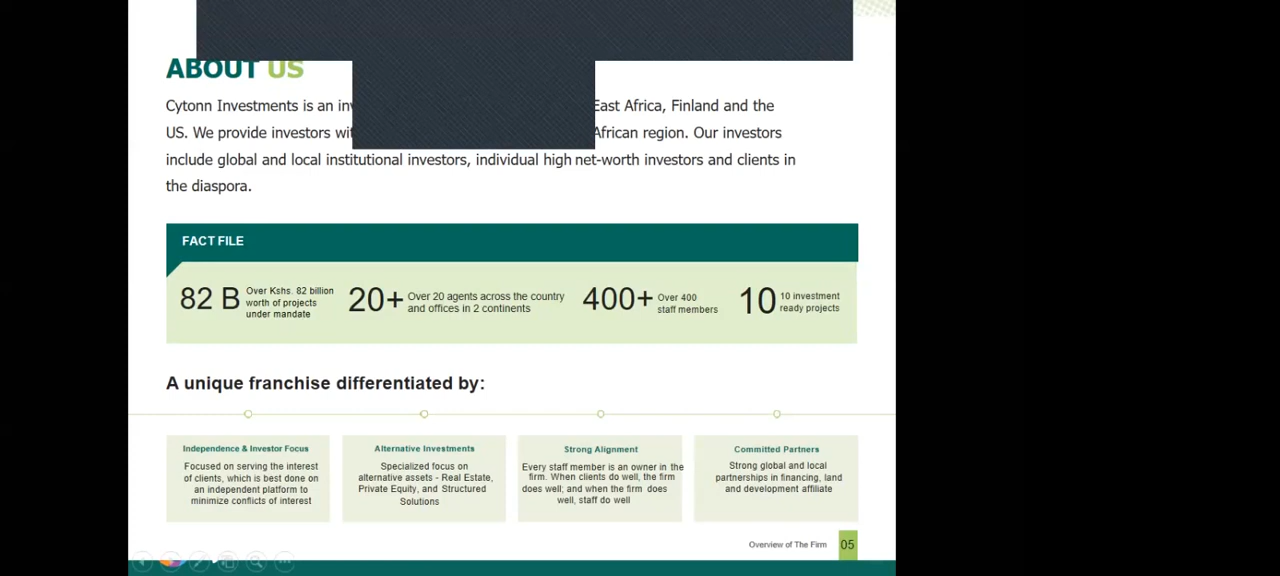 ABOUT US
Cytonn Investments is an East Africa, Finland and the
US. We provide investors African region. Our investors
include global and local institutional investors, individual high net-worth investors and clients in
the diaspora.
FACT FILE
82 B Over Kshs. 82 billion worth of projects under mandate
20+ Over 20 agents across the country and offices in 2 continents
400+ Over 400 staff members
10 10 investment ready projects
A unique franchise differentiated by:
Independence & Investor Focus
Focused on serving the interest
of clients, which is best done on
an independent platform to
minimize conflicts of interest
Alternative Investments
Specialized focus on
alternative assets - Real Estate,
Private Equity, and Structured
Solutions
Strong Alignment
Every staff member is an owner in the
firm. When clients do well, the firm
does well; and when the firm does
well, staff do well
Committed Partners
Strong global and local
partnerships in financing, land
and development affiliate
Overview of The Firm 05